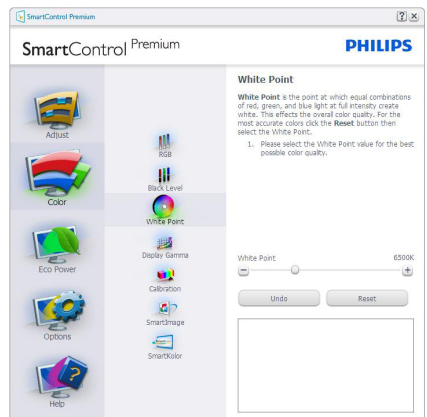 SmartControl Premium
SmartControl Premium
PHILIPS
Adjust
Color
Eco Power
Options
Help
RGB
Black Level
White Point
Display Gamma
Calibration
SmartImage
SmartKolor
White Point
White Point is the point at which equal combinations
of red, green, and blue light at full intensity create
white. This effects the overall color quality. For the
most accurate colors click the Reset button then
select the White Point.
1. Please select the White Point value for the best
possible color quality.
White Point 6500K
Undo Reset